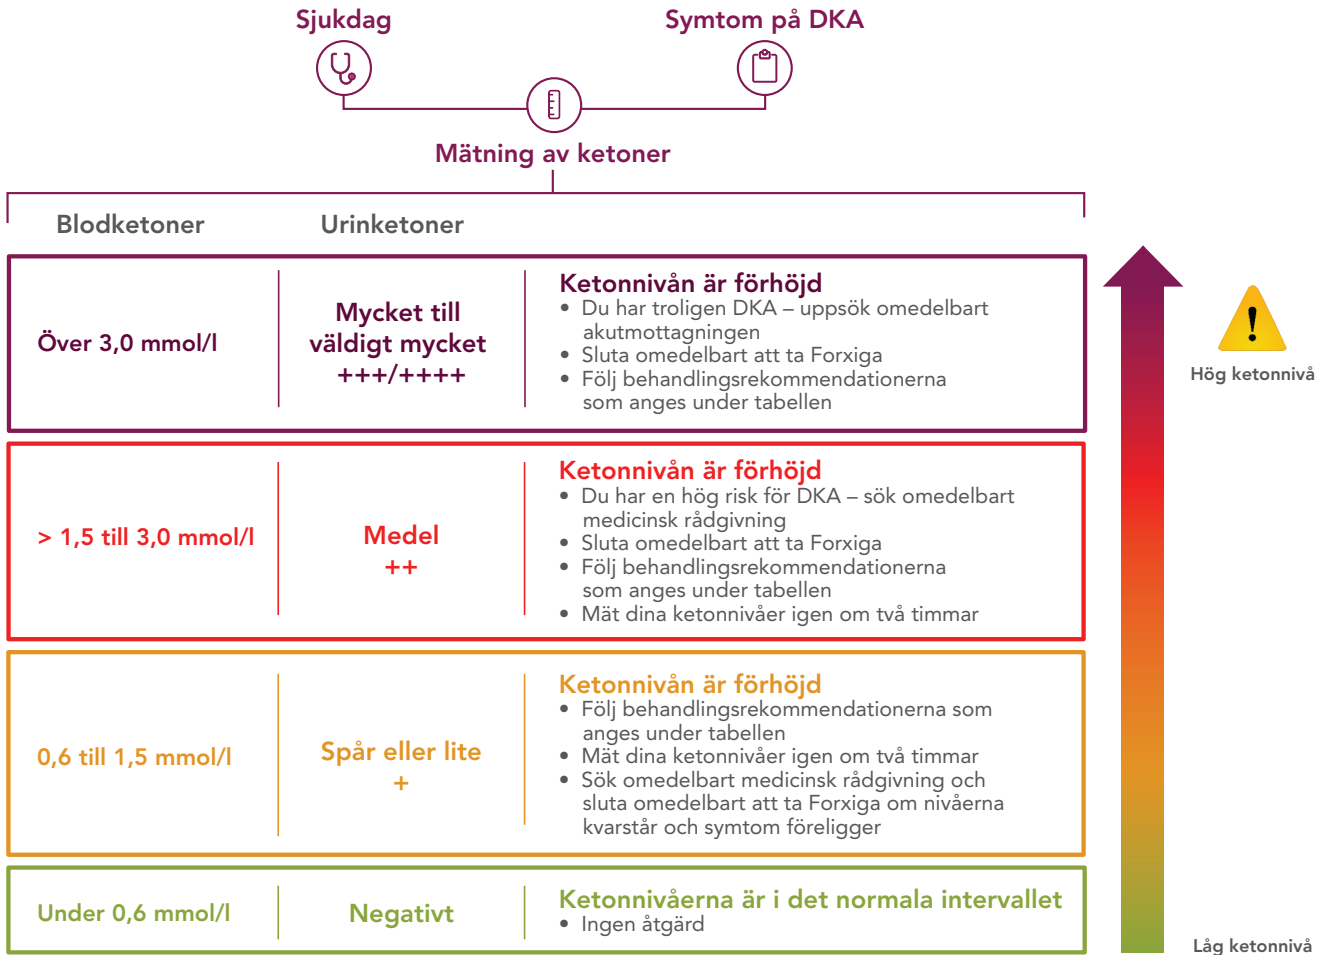 Sjukdag
Symtom på DKA
Mätning av ketoner
Blodketoner
Urinketoner
Över 3,0 mmol/l
Mycket till
väldigt mycket
+++/++++
Ketonnivån är förhöjd
• Du har troligen DKA – uppsök omedelbart
akutmottagningen
• Sluta omedelbart att ta Forxiga
• Följ behandlingsrekommendationerna
som anges under tabellen
> 1,5 till 3,0 mmol/l
Medel
++
Ketonnivån är förhöjd
• Du har en hög risk för DKA – sök omedelbart
medicinsk rådgivning
• Sluta omedelbart att ta Forxiga
• Följ behandlingsrekommendationerna
som anges under tabellen
• Mät dina ketonnivåer igen om två timmar
0,6 till 1,5 mmol/l
Spår eller lite
+
Ketonnivån är förhöjd
• Följ behandlingsrekommendationerna som
anges under tabellen
• Mät dina ketonnivåer igen om två timmar
• Sök omedelbart medicinsk rådgivning och
sluta omedelbart att ta Forxiga om nivåerna
kvarstår och symtom föreligger
Under 0,6 mmol/l
Negativt
Ketonnivåerna är i det normala intervallet
• Ingen åtgärd
!
Hög ketonnivå
Låg ketonnivå